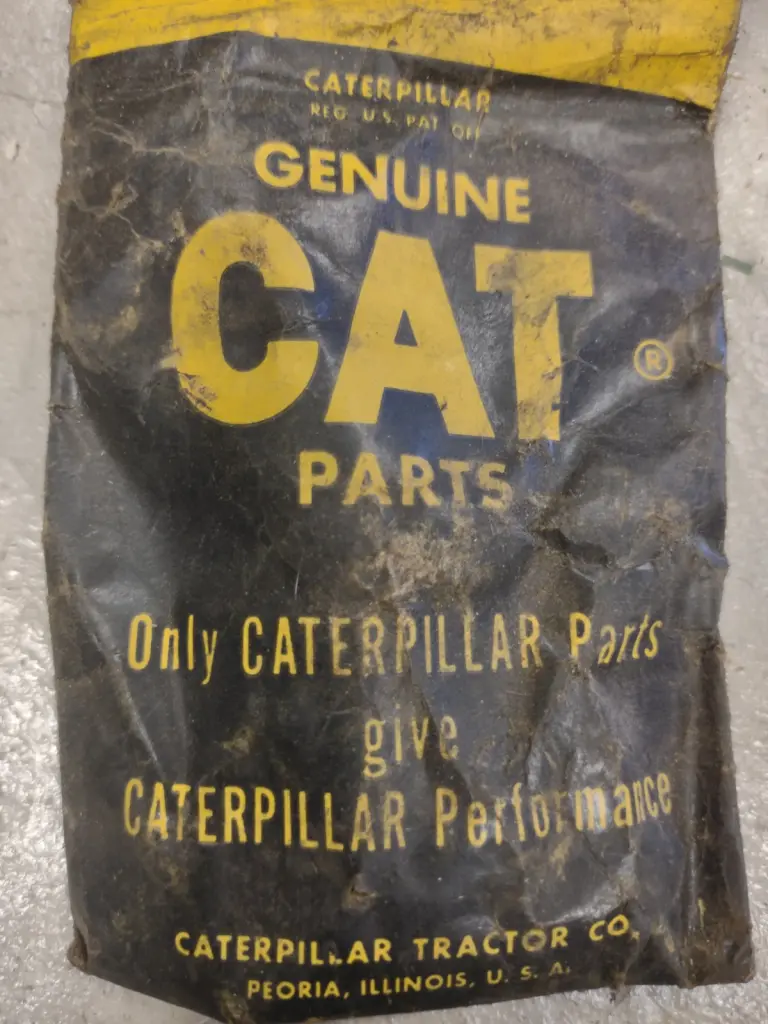 CATERPILLAR
REG. U.S. PAT. OFF
GENUINE
CAT ®
PARTS
Only CATERPILLAR Parts
give
CATERPILLAR Performance
CATERPILLAR TRACTOR CO.
PEORIA, ILLINOIS, U. S. A.